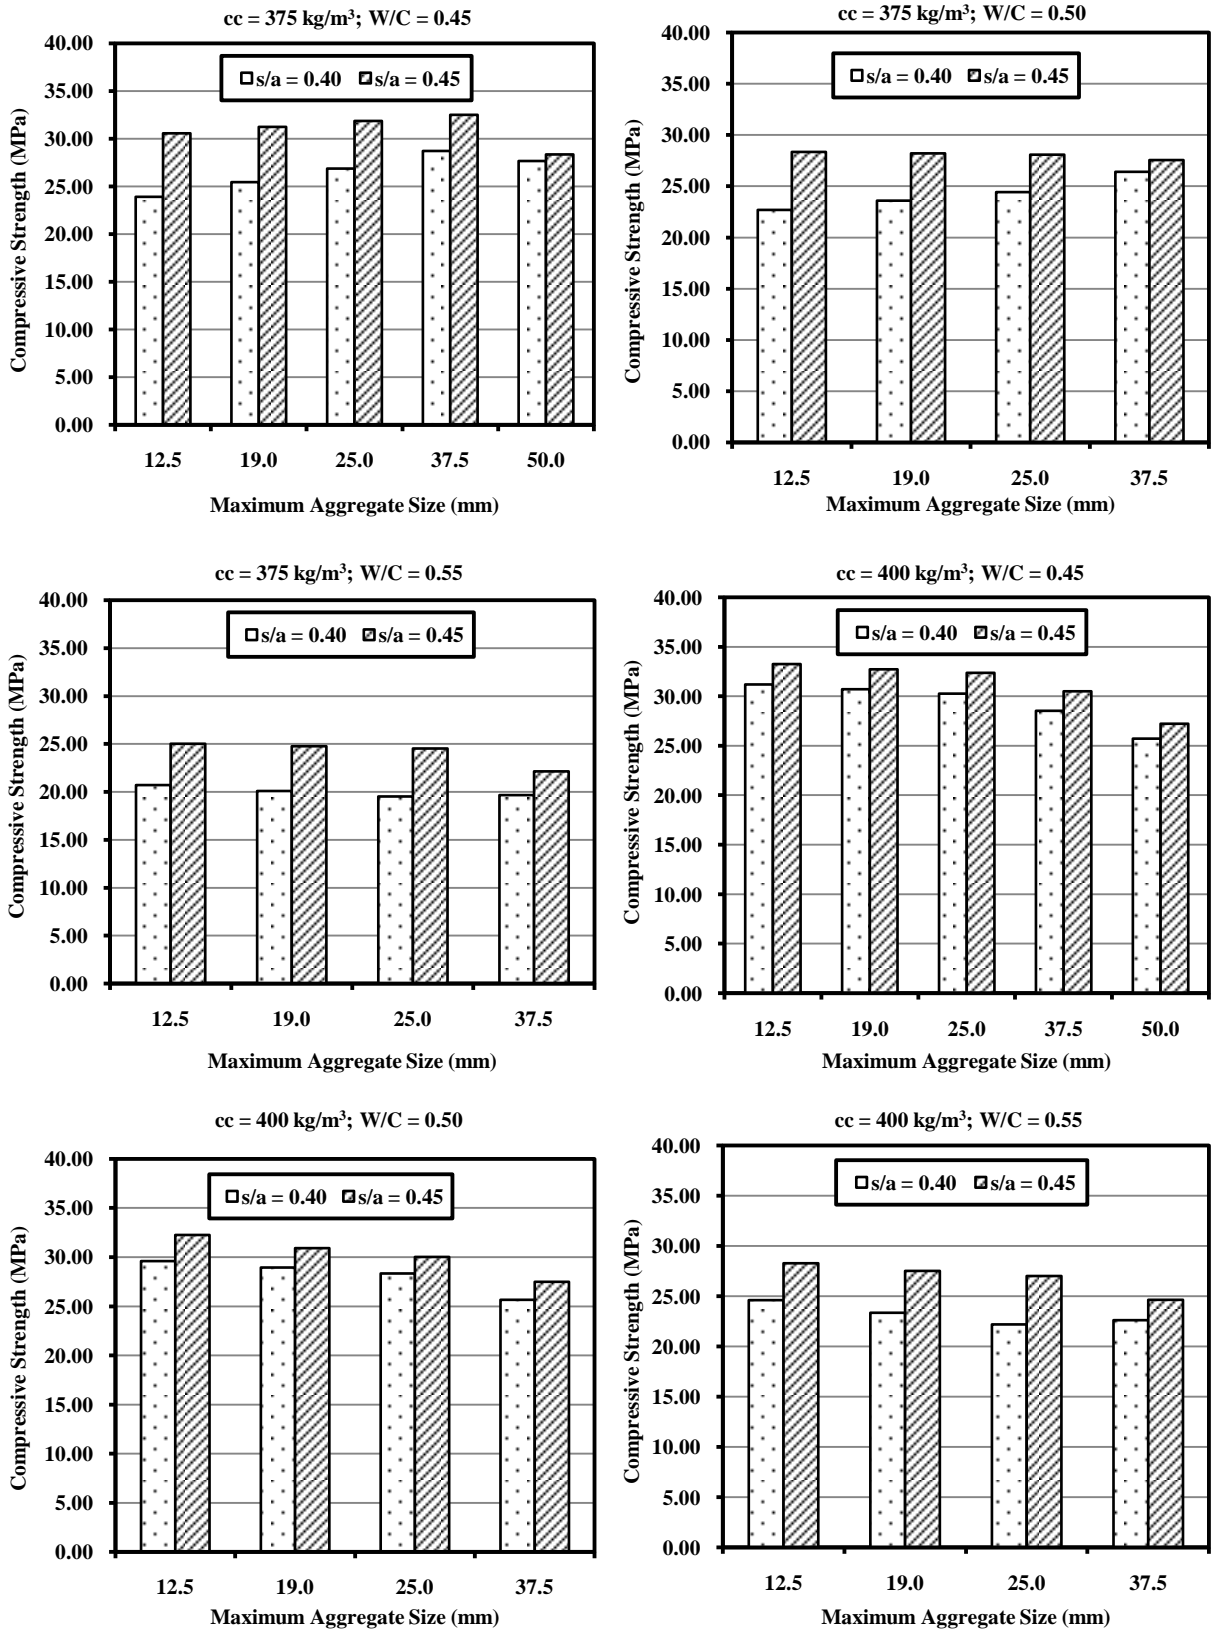 cc = 375 kg/m³; W/C = 0.45
40.00
35.00
30.00
25.00
20.00
15.00
10.00
5.00
0.00
Compressive Strength (MPa)
s/a = 0.40 s/a = 0.45
12.5 19.0 25.0 37.5 50.0
Maximum Aggregate Size (mm)
cc = 375 kg/m³; W/C = 0.50
40.00
35.00
30.00
25.00
20.00
15.00
10.00
5.00
0.00
Compressive Strength (MPa)
s/a = 0.40 s/a = 0.45
12.5 19.0 25.0 37.5
Maximum Aggregate Size (mm)
cc = 375 kg/m³; W/C = 0.55
40.00
35.00
30.00
25.00
20.00
15.00
10.00
5.00
0.00
Compressive Strength (MPa)
s/a = 0.40 s/a = 0.45
12.5 19.0 25.0 37.5
Maximum Aggregate Size (mm)
cc = 400 kg/m³; W/C = 0.45
40.00
35.00
30.00
25.00
20.00
15.00
10.00
5.00
0.00
Compressive Strength (MPa)
s/a = 0.40 s/a = 0.45
12.5 19.0 25.0 37.5 50.0
Maximum Aggregate Size (mm)
cc = 400 kg/m³; W/C = 0.50
40.00
35.00
30.00
25.00
20.00
15.00
10.00
5.00
0.00
Compressive Strength (MPa)
s/a = 0.40 s/a = 0.45
12.5 19.0 25.0 37.5
Maximum Aggregate Size (mm)
cc = 400 kg/m³; W/C = 0.55
40.00
35.00
30.00
25.00
20.00
15.00
10.00
5.00
0.00
Compressive Strength (MPa)
s/a = 0.40 s/a = 0.45
12.5 19.0 25.0 37.5
Maximum Aggregate Size (mm)